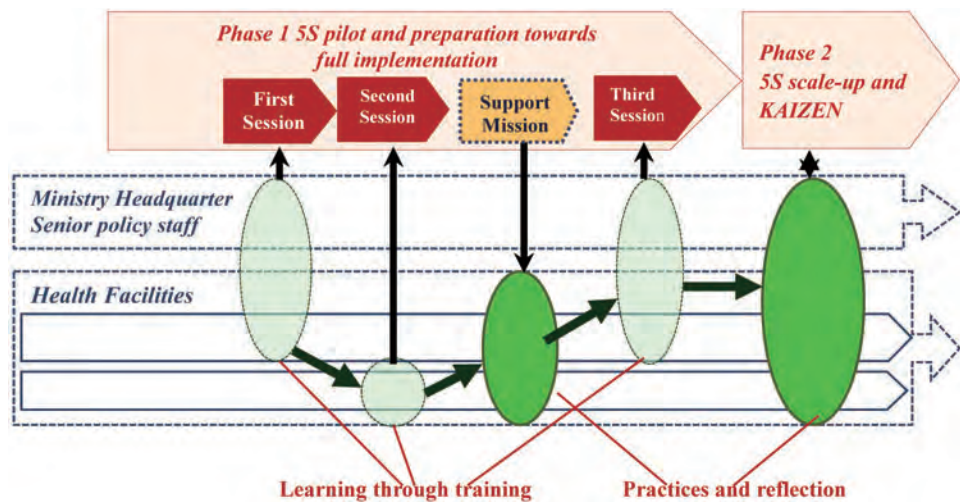 Phase 1 5S pilot and preparation towards
full implementation
First
Session
Second
Session
Support
Mission
Third
Session
Phase 2
5S scale-up and
KAIZEN
Ministry Headquarter
Senior policy staff
Health Facilities
Learning through training
Practices and reflection